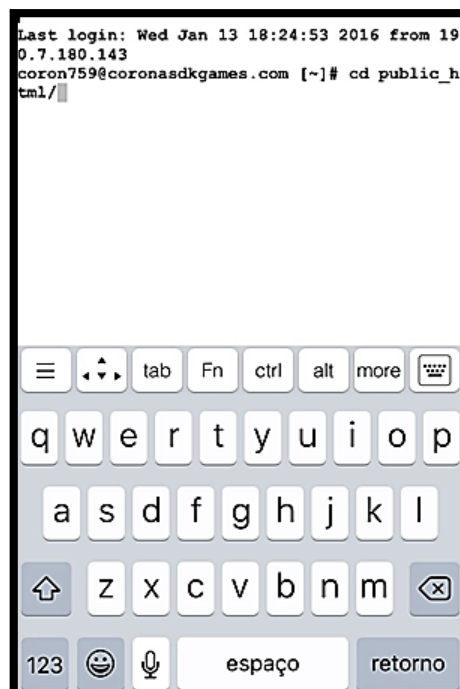 Last login: Wed Jan 13 18:24:53 2016 from 19
0.7.180.143
coron759@coronasdkgames.com [~]# cd public_h
tml/
tab Fn ctrl alt more
q w e r t y u i o p
a s d f g h j k l
z x c v b n m
123 espaço retorno